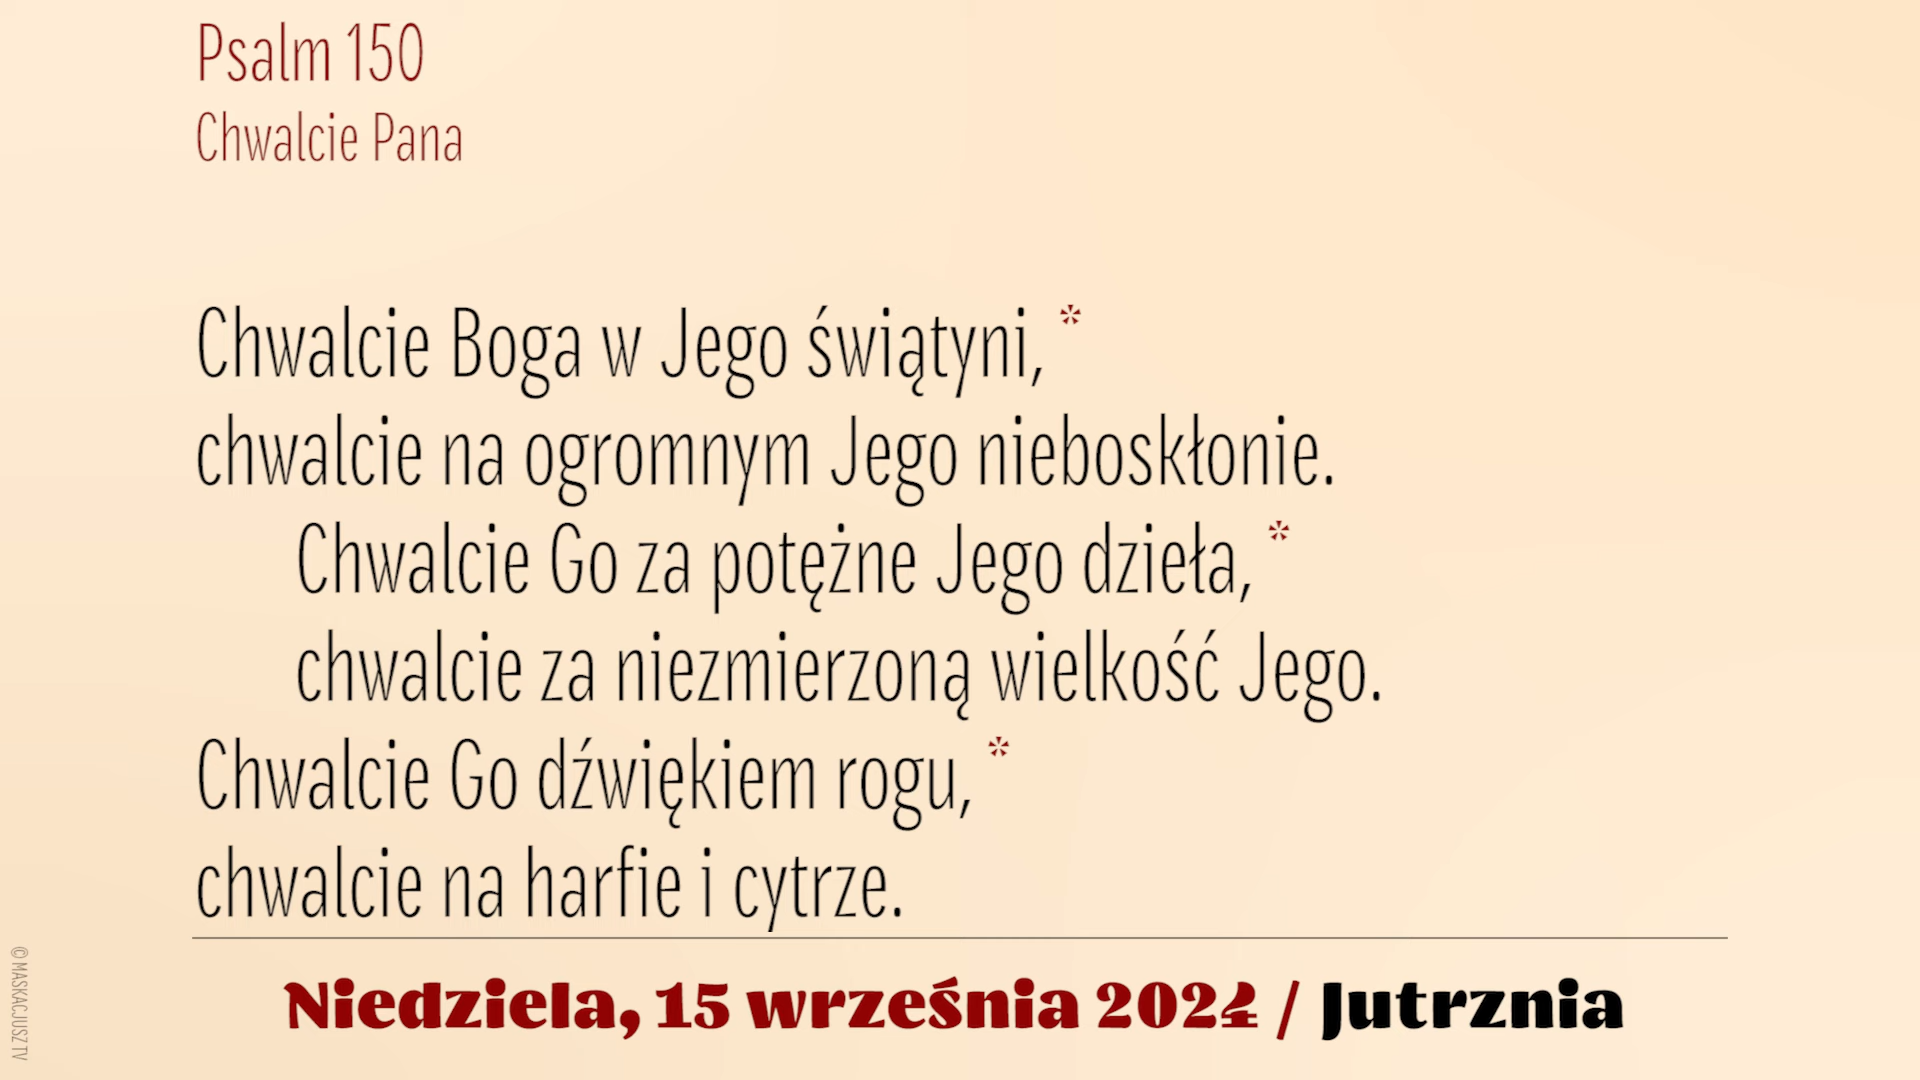 Psalm 150
Chwalcie Pana
Chwalcie Boga w Jego świątyni, *
chwalcie na ogromnym Jego nieboskłonie.
Chwalcie Go za potężne Jego dzieła, *
chwalcie za niezmierzoną wielkość Jego.
Chwalcie Go dźwiękiem rogu, *
chwalcie na harfie i cytrze.
Niedziela, 15 września 2024 / Jutrznia
© MASKACJUSZ TV